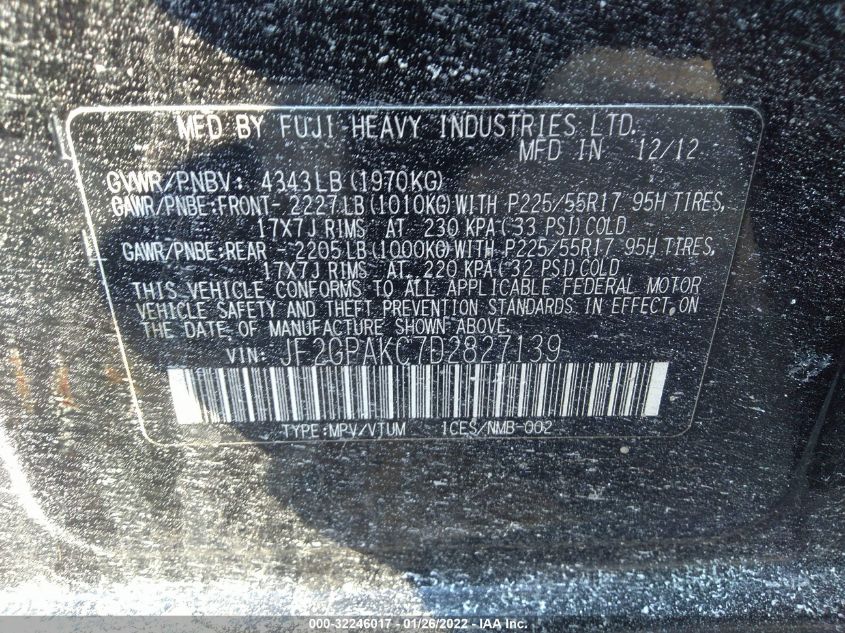 MFD BY FUJI HEAVY INDUSTRIES LTD.
MFD IN 12/12
GVWR/PNBV: 4343LB(1970KG)
GAWR/PNBE:FRONT- 2227LB(1010KG)WITH P225/55R17 95H TIRES,
17X7J RIMS AT 230 KPA(33 PSI)COLD
GAWR/PNBE:REAR - 2205LB(1000KG)WITH P225/55R17 95H TIRES,
17X7J RIMS AT 220 KPA(32 PSI)COLD
THIS VEHICLE CONFORMS TO ALL APPLICABLE FEDERAL MOTOR
VEHICLE SAFETY AND THEFT PREVENTION STANDARDS IN EFFECT ON
THE DATE OF MANUFACTURE SHOWN ABOVE.
VIN: JF2GPAKC7D2827139
TYPE:MPV/VTUM ICES/NMB-002
000-32246017 - 01/26/2022 - IAA Inc.